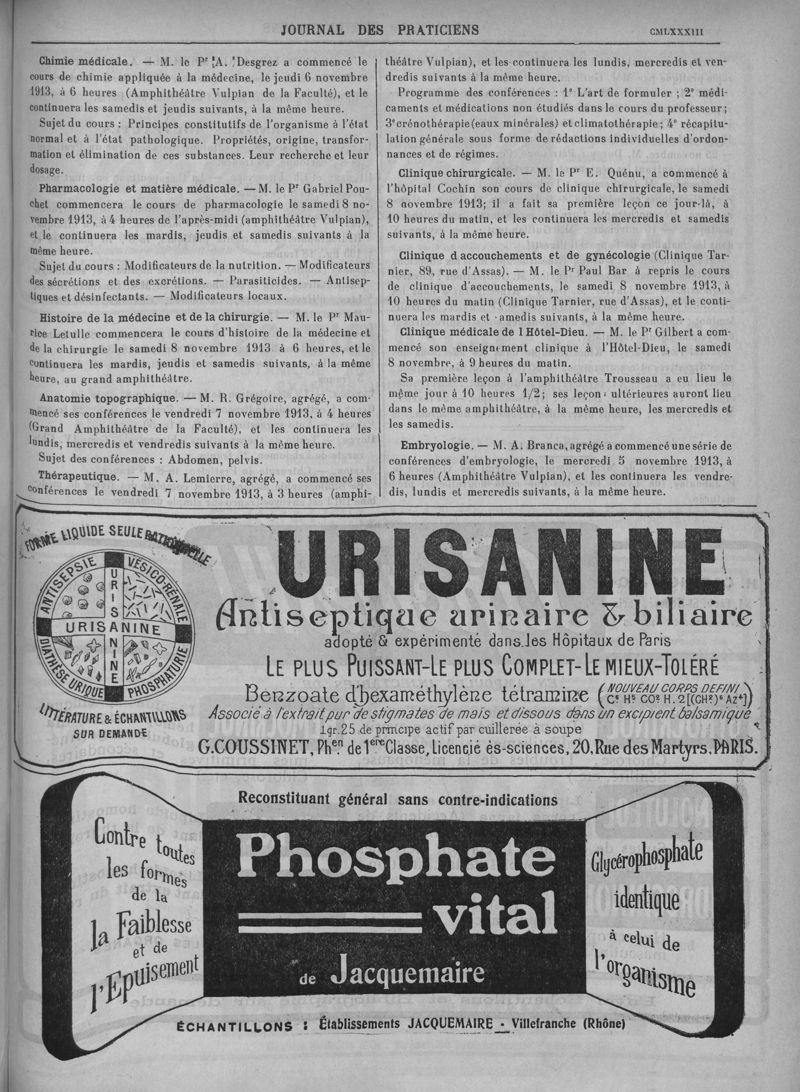 JOURNAL DES PRATICIENS
CMLXXXIII
Chimie médicale. — M. le Pr A. Desgrez a commencé le
cours de chimie appliquée à la médecine, le jeudi 6 novembre
1913, à 6 heures (Amphithéâtre Vulpian de la Faculté), et le
continuera les samedis et jeudis suivants, à la même heure.
Sujet du cours : Principes constitutifs de l'organisme à l'état
normal et à l'état pathologique. Propriétés, origine, transfor-
mation et élimination de ces substances. Leur recherche et leur
dosage.
Pharmacologie et matière médicale. — M. le Pr Gabriel Pou-
chet commencera le cours de pharmacologie le samedi 8 no-
vembre 1913, à 4 heures de l'après-midi (amphithéâtre Vulpian),
et le continuera les mardis, jeudis et samedis suivants à la
même heure.
Sujet du cours : Modificateurs de la nutrition. — Modificateurs
des sécrétions et des excrétions. — Parasiticides. — Antisep-
tiques et désinfectants. — Modificateurs locaux.
Histoire de la médecine et de la chirurgie. — M. le Pr Mau-
rice Letulle commencera le cours d'histoire de la médecine et
de la chirurgie le samedi 8 novembre 1913 à 6 heures, et le
continuera les mardis, jeudis et samedis suivants, à la même
heure, au grand amphithéâtre.
Anatomie topographique. — M. R. Grégoire, agrégé, a com-
mencé ses conférences le vendredi 7 novembre 1913, à 4 heures
(Grand Amphithéâtre de la Faculté), et les continuera les
lundis, mercredis et vendredis suivants à la même heure.
Sujet des conférences : Abdomen, pelvis.
Thérapeutique. — M. A. Lemierre, agrégé, a commencé ses
conférences le vendredi 7 novembre 1913, à 3 heures (amphi-
théâtre Vulpian), et les continuera les lundis, mercredis et ven-
dredis suivants à la même heure.
Programme des conférences : 1° L'art de formuler ; 2° médi-
caments et médications non étudiés dans le cours du professeur;
3° crénothérapie (eaux minérales) et climatothérapie ; 4° récapitu-
lation générale sous forme de rédactions individuelles d'ordon-
nances et de régimes.
Clinique chirurgicale. — M. le Pr E. Quénu, a commencé à
l'hôpital Cochin son cours de clinique chirurgicale, le samedi
8 novembre 1913; il a fait sa première leçon ce jour-là, à
10 heures du matin, et les continuera les mercredis et samedis
suivants, à la même heure.
Clinique d accouchements et de gynécologie (Clinique Tar-
nier, 89, rue d'Assas). — M. le Pr Paul Bar à repris le cours
de clinique d'accouchements, le samedi 8 novembre 1913, à
10 heures du matin (Clinique Tarnier, rue d'Assas), et le conti-
nuera les mardis et samedis suivants, à la même heure.
Clinique médicale de l Hôtel-Dieu. — M. le Pr Gilbert a com-
mencé son enseignement clinique à l'Hôtel-Dieu, le samedi
8 novembre, à 9 heures du matin.
Sa première leçon à l'amphithéâtre Trousseau a eu lieu le
même jour à 10 heures 1/2; ses leçons ultérieures auront lieu
dans le même amphithéâtre, à la même heure, les mercredis et
les samedis.
Embryologie. — M. A. Branca, agrégé a commencé une série de
conférences d'embryologie, le mercredi 5 novembre 1913, à
6 heures (Amphithéâtre Vulpian), et les continuera les vendre-
dis, lundis et mercredis suivants, à la même heure.
FORME LIQUIDE SEULE RATIONNELLE
ANTISEPSIE VÉSICO-RÉNALE
URISANINE
URISANINE
DIATHÈSE URIQUE PHOSPHATURIE
LITTÉRATURE & ÉCHANTILLONS
SUR DEMANDE
URISANINE
Antiseptique urinaire & biliaire
adopté & expérimenté dans les Hôpitaux de Paris
LE PLUS PUISSANT-LE PLUS COMPLET-LE MIEUX-TOLÉRÉ
Benzoate d'hexaméthylène tétramine (NOUVEAU CORPS DEFINI C6 H5 CO2 H. 2[(CH2)6 Az4])
Associé à l'extrait pur de stigmates de maïs et dissous dans un excipient balsamique
1gr.25 de principe actif par cuillerée à soupe
G. COUSSINET, Phen. de 1ere Classe, Licencié ès-sciences, 20, Rue des Martyrs, PARIS.
Reconstituant général sans contre-indications
Contre toutes
les formes
de la
la Faiblesse
et de
l'Epuisement
Phosphate
vital
de Jacquemaire
Glycérophosphate
identique
à celui de
l'organisme
ÉCHANTILLONS : Établissements JACQUEMAIRE - Villefranche (Rhône)